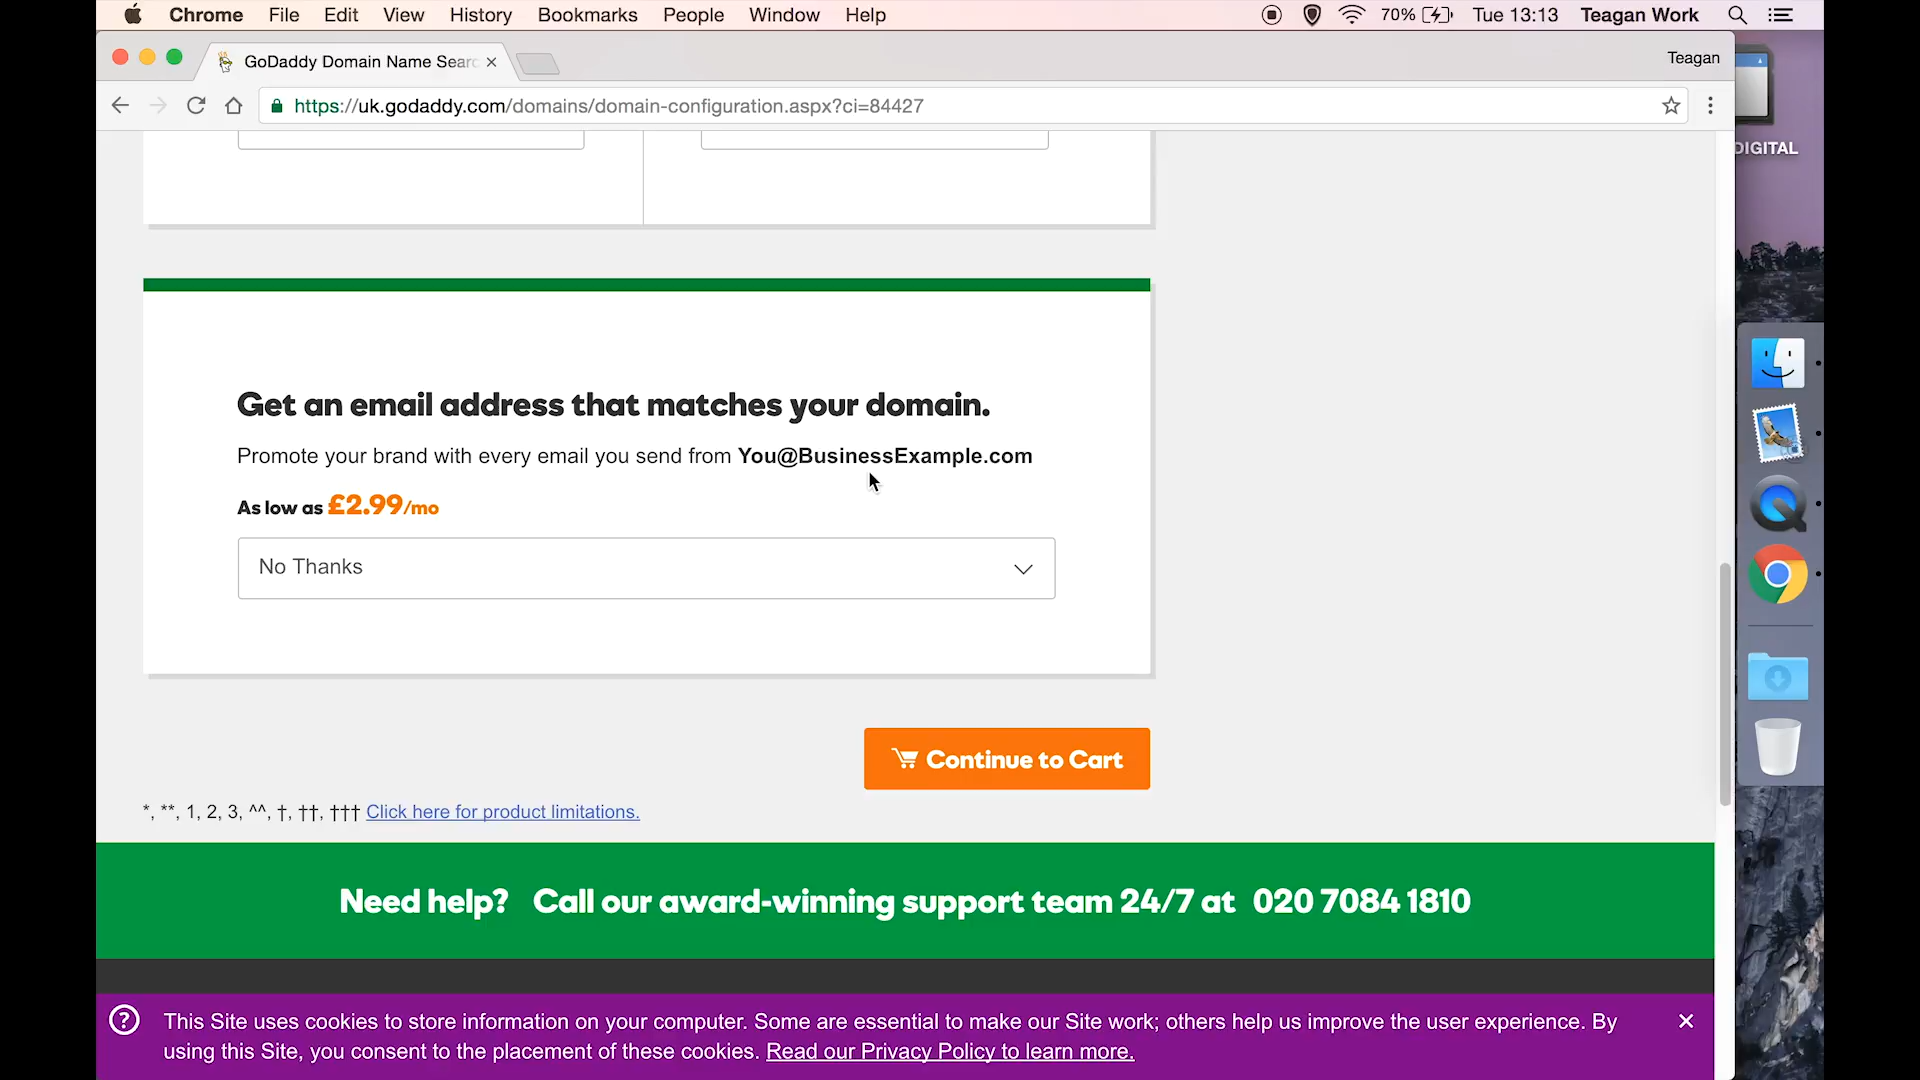 Chrome File Edit View History Bookmarks People Window Help 70% Tue 13:13 Teagan Work
GoDaddy Domain Name Sear
Teagan
https://uk.godaddy.com/domains/domain-configuration.aspx?ci=84427
DIGITAL
Get an email address that matches your domain.
Promote your brand with every email you send from You@BusinessExample.com
As low as £2.99/mo
No Thanks
Continue to Cart
*, **, 1, 2, 3, ^^, †, ††, ††† Click here for product limitations.
Need help? Call our award-winning support team 24/7 at 020 7084 1810
This Site uses cookies to store information on your computer. Some are essential to make our Site work; others help us improve the user experience. By
using this Site, you consent to the placement of these cookies. Read our Privacy Policy to learn more.